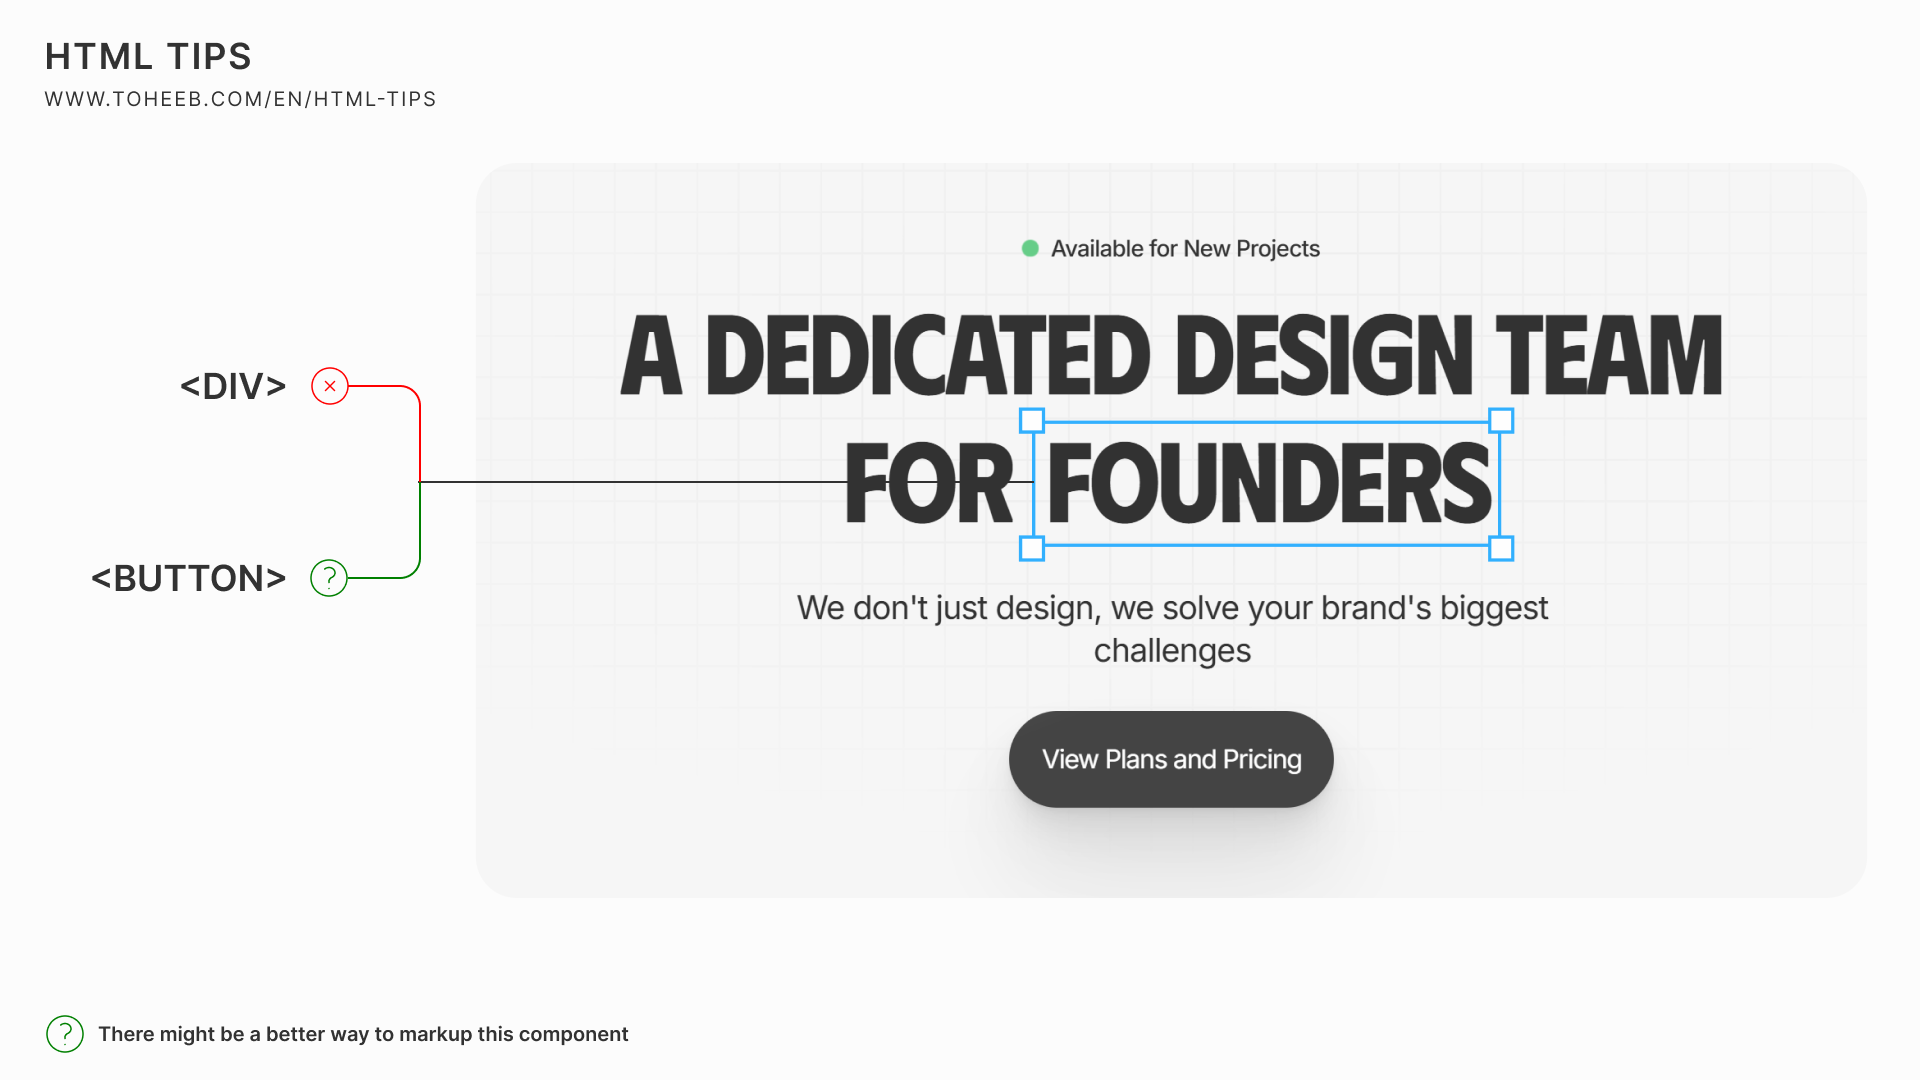 HTML TIPS
WWW.TOHEEB.COM/EN/HTML-TIPS
Available for New Projects
A DEDICATED DESIGN TEAM
FOR FOUNDERS
<DIV>
<BUTTON>
We don't just design, we solve your brand's biggest
challenges
View Plans and Pricing
? There might be a better way to markup this component